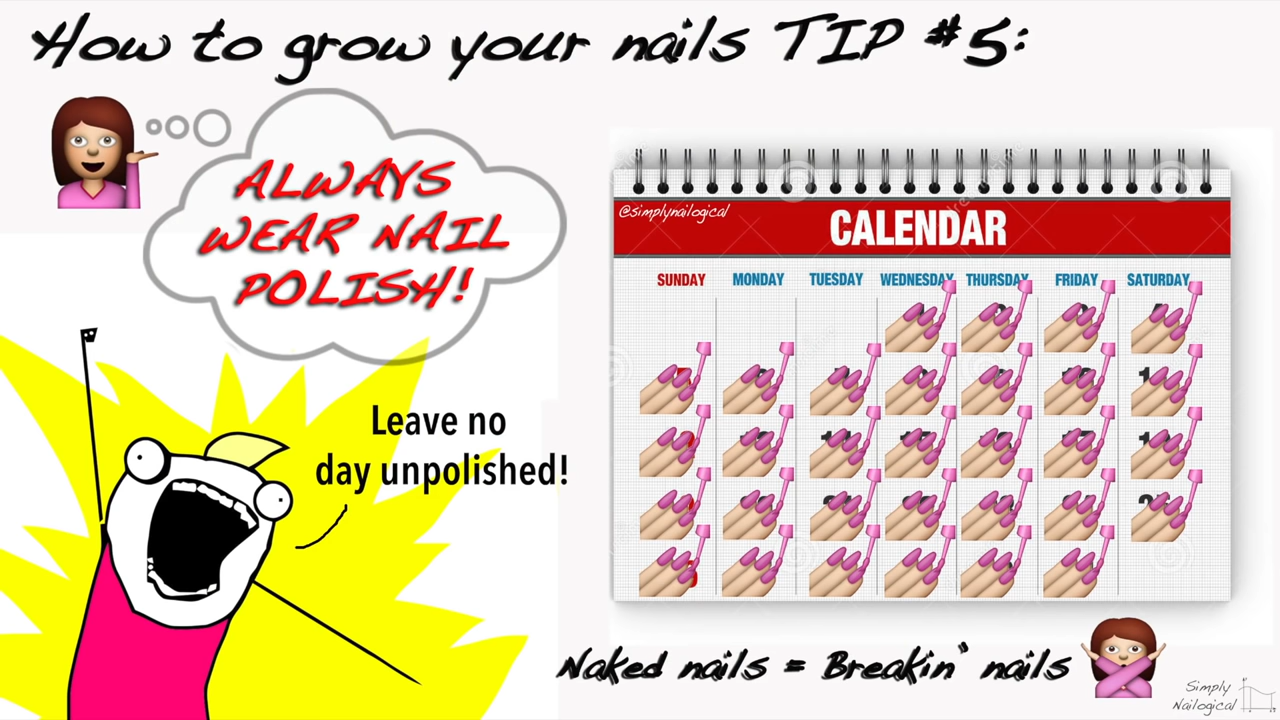 How to grow your nails TIP #5:
ALWAYS
WEAR NAIL
POLISH!
@simplynailogical
CALENDAR
SUNDAY MONDAY TUESDAY WEDNESDAY THURSDAY FRIDAY SATURDAY
Leave no
day unpolished!
Naked nails = Breakin' nails
Simply
Nailogical